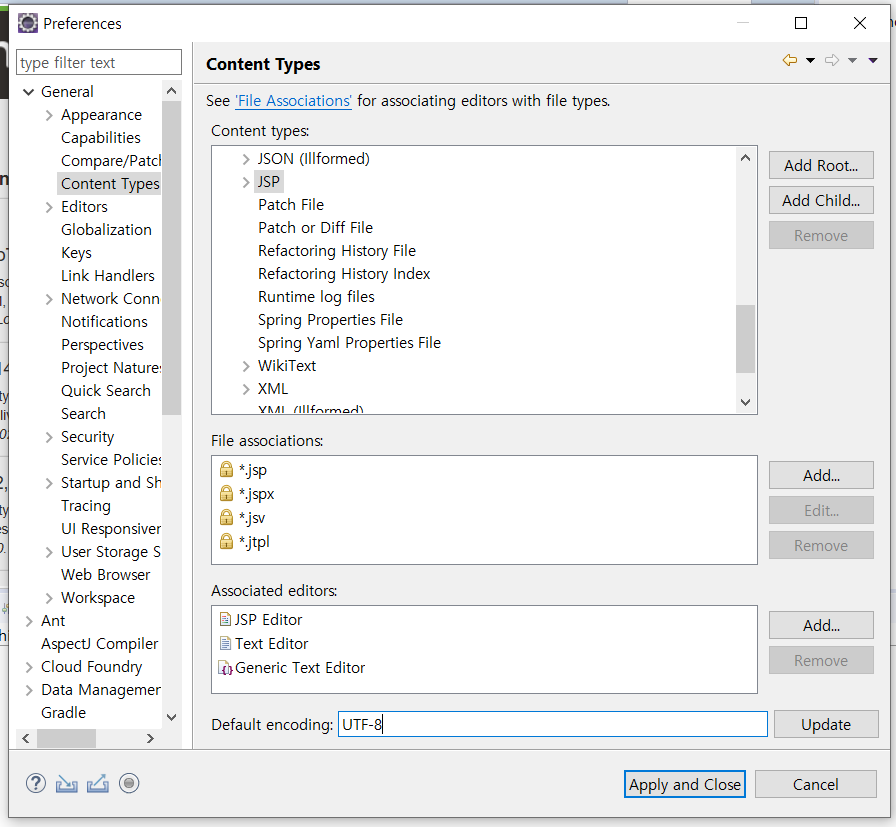 Preferences
type filter text
Content Types
General
Appearance
Capabilities
Compare/Patch
Content Types
Editors
Globalization
Keys
Link Handlers
Network Conn
Notifications
Perspectives
Project Natures
Quick Search
Search
Security
Service Policies
Startup and Sh
Tracing
UI Responsiven
User Storage S
Web Browser
Workspace
Ant
AspectJ Compiler
Cloud Foundry
Data Managemen
Gradle
See 'File Associations' for associating editors with file types.
Content types:
JSON (Illformed)
JSP
Patch File
Patch or Diff File
Refactoring History File
Refactoring History Index
Runtime log files
Spring Properties File
Spring Yaml Properties File
WikiText
XML
XML (Illformed)
Add Root...
Add Child...
Remove
File associations:
*.jsp
*.jspx
*.jsv
*.jtpl
Add...
Edit...
Remove
Associated editors:
JSP Editor
Text Editor
Generic Text Editor
Add...
Remove
Default encoding: UTF-8
Update
Apply and Close
Cancel